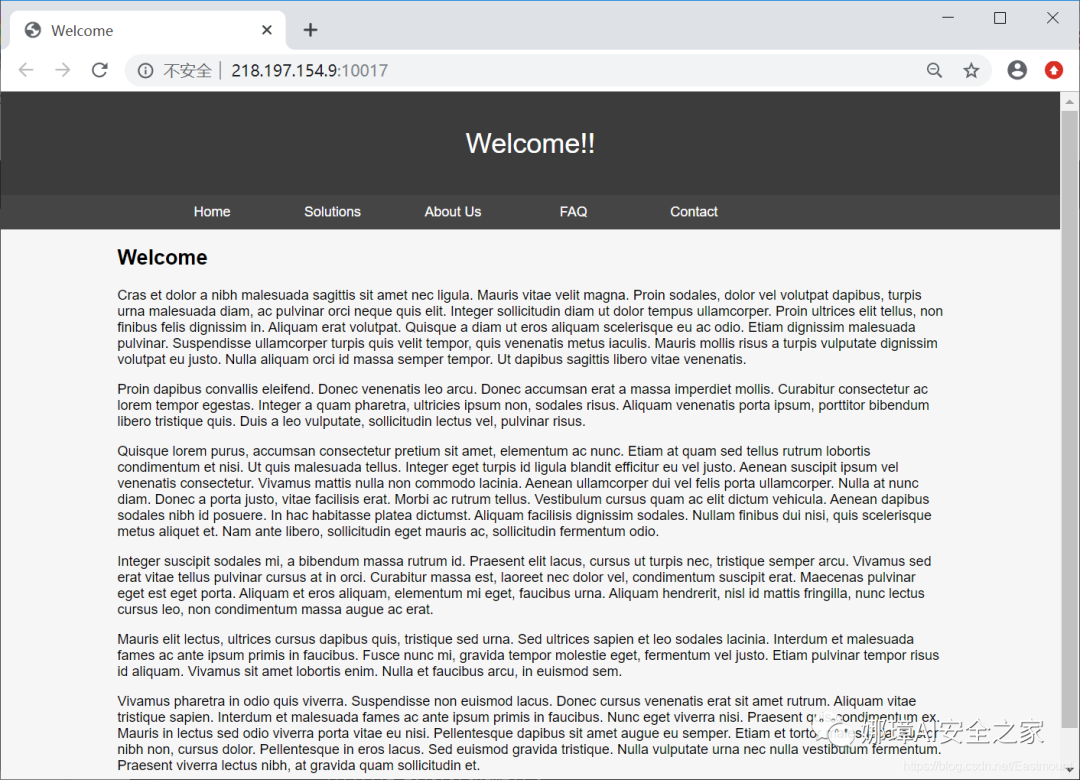 Welcome
不安全 218.197.154.9:10017
Welcome!!
Home Solutions About Us FAQ Contact
Welcome
Cras et dolor a nibh malesuada sagittis sit amet nec ligula. Mauris vitae velit magna. Proin sodales, dolor vel volutpat dapibus, turpis
urna malesuada diam, ac pulvinar orci neque quis elit. Integer sollicitudin diam ut dolor tempus ullamcorper. Proin ultrices elit tellus, non
finibus felis dignissim in. Aliquam erat volutpat. Quisque a diam ut eros aliquam scelerisque eu ac odio. Etiam dignissim malesuada
pulvinar. Suspendisse ullamcorper turpis quis velit tempor, quis venenatis metus iaculis. Mauris mollis risus a turpis vulputate dignissim
volutpat eu justo. Nulla aliquam orci id massa semper tempor. Ut dapibus sagittis libero vitae venenatis.
Proin dapibus convallis eleifend. Donec venenatis leo arcu. Donec accumsan erat a massa imperdiet mollis. Curabitur consectetur ac
lorem tempor egestas. Integer a quam pharetra, ultricies ipsum non, sodales risus. Aliquam venenatis porta ipsum, porttitor bibendum
libero tristique quis. Duis a leo vulputate, sollicitudin lectus vel, pulvinar risus.
Quisque lorem purus, accumsan consectetur pretium sit amet, elementum ac nunc. Etiam at quam sed tellus rutrum lobortis
condimentum et nisi. Ut quis malesuada tellus. Integer eget turpis id ligula blandit efficitur eu vel justo. Aenean suscipit ipsum vel
venenatis consectetur. Vivamus mattis nulla non commodo lacinia. Aenean ullamcorper dui vel felis porta ullamcorper. Nulla at nunc
diam. Donec a porta justo, vitae facilisis erat. Morbi ac rutrum tellus. Vestibulum cursus quam ac elit dictum vehicula. Aenean dapibus
sodales nibh id posuere. In hac habitasse platea dictumst. Aliquam facilisis dignissim sodales. Nullam finibus dui nisi, quis scelerisque
metus aliquet et. Nam ante libero, sollicitudin eget mauris ac, sollicitudin fermentum odio.
Integer suscipit sodales mi, a bibendum massa rutrum id. Praesent elit lacus, cursus ut turpis nec, tristique semper arcu. Vivamus sed
erat vitae tellus pulvinar cursus at in orci. Curabitur massa est, laoreet nec dolor vel, condimentum suscipit erat. Maecenas pulvinar
eget est eget porta. Aliquam et eros aliquam, elementum mi eget, faucibus urna. Aliquam hendrerit, nisl id mattis fringilla, nunc lectus
cursus leo, non condimentum massa augue ac erat.
Mauris elit lectus, ultrices cursus dapibus quis, tristique sed urna. Sed ultrices sapien et leo sodales lacinia. Interdum et malesuada
fames ac ante ipsum primis in faucibus. Fusce nunc mi, gravida tempor molestie eget, fermentum vel justo. Etiam pulvinar tempor risus
id aliquam. Vivamus sit amet lobortis enim. Nulla et faucibus arcu, in euismod sem.
Vivamus pharetra in odio quis viverra. Suspendisse non euismod lacus. Donec cursus venenatis erat sit amet rutrum. Aliquam vitae
tristique sapien. Interdum et malesuada fames ac ante ipsum primis in faucibus. Nunc eget viverra nisi. Praesent quis condimentum ex.
Mauris in lectus sed odio viverra porta vitae eu nisi. Pellentesque dapibus sit amet augue eu semper. Etiam et
nibh non, cursus dolor. Pellentesque in eros lacus. Sed euismod gravida tristique. Nulla vulputate urna nec nulla vestibulum fermentum.
Praesent viverra lectus nibh, at gravida quam sollicitudin et.
娜璋AI安全之家
https://blog.csdn.net/Eastmount